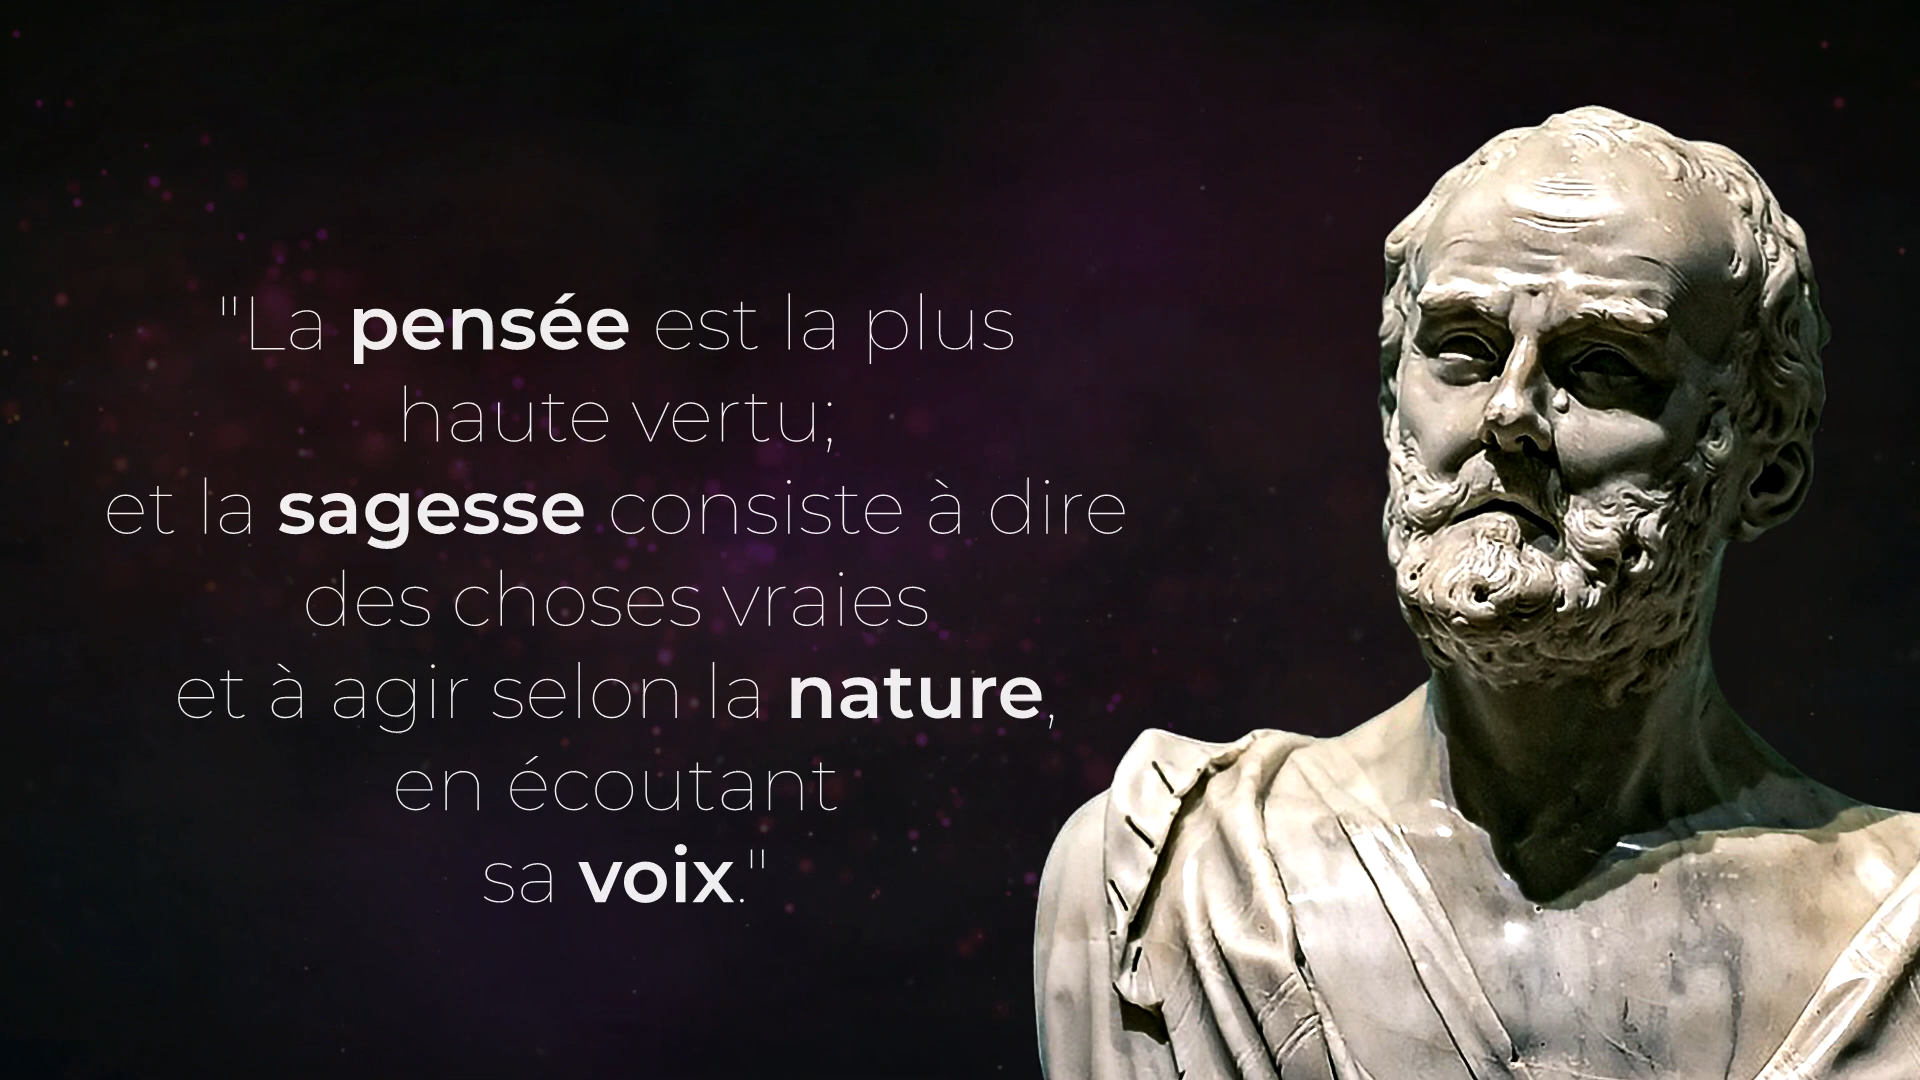 "La pensée est la plus
haute vertu;
et la sagesse consiste à dire
des choses vraies
et à agir selon la nature,
en écoutant
sa voix."